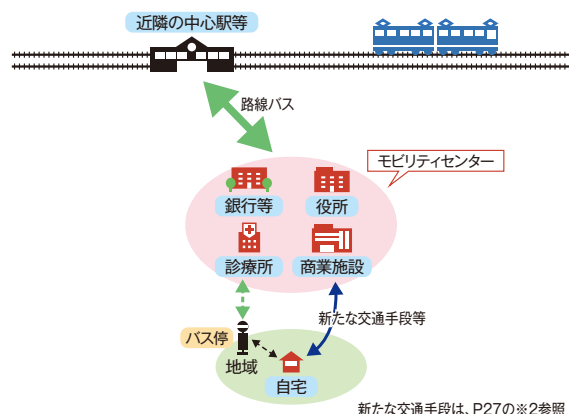 近隣の中心駅等
路線バス
モビリティセンター
銀行等
役所
診療所
商業施設
新たな交通手段等
バス停
地域
自宅
新たな交通手段は、P27の※2参照